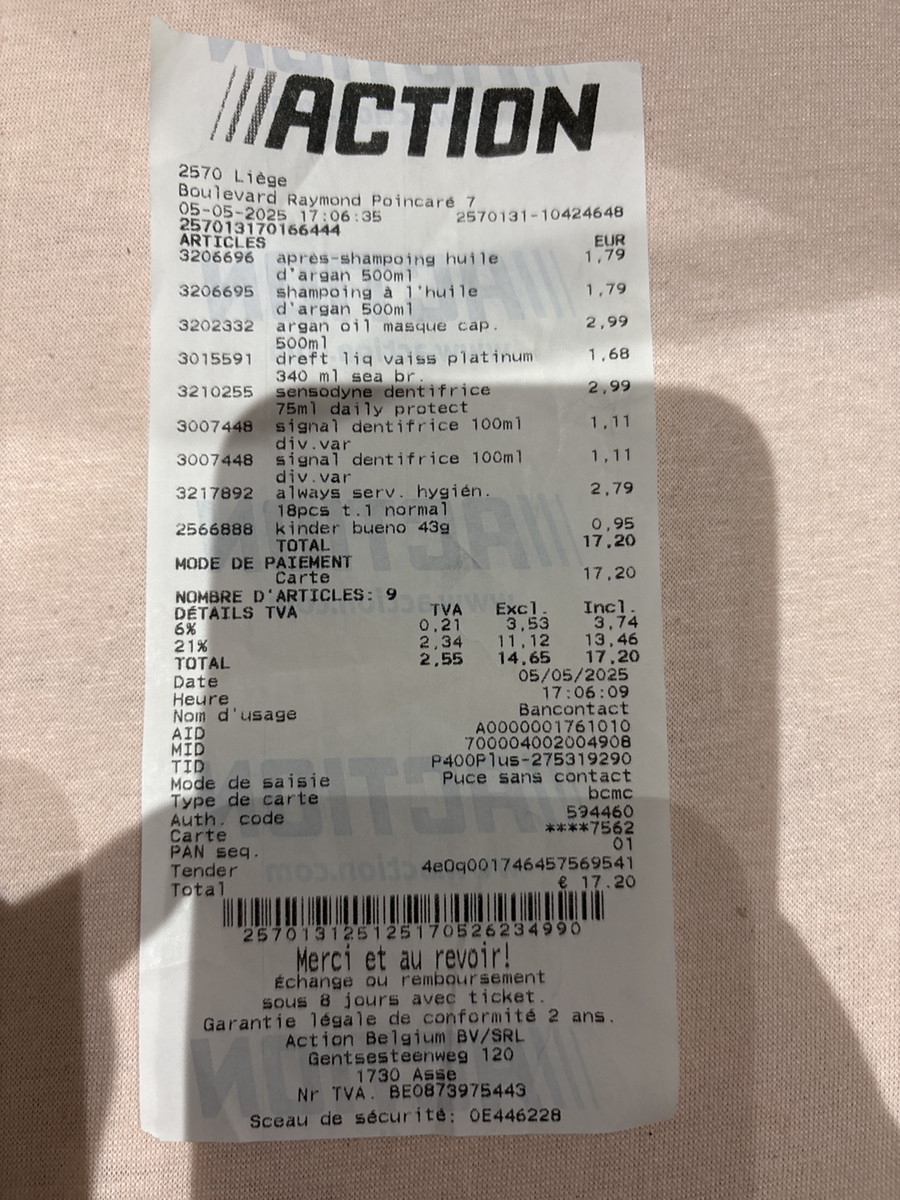 ACTION
2570 Liège
Boulevard Raymond Poincaré 7
05-05-2025 17:06:35 2570131-10424648
257013170166444
ARTICLES EUR
3206696 après-shampoing huile 1,79
d'argan 500ml
3206695 shampoing à l'huile 1,79
d'argan 500ml
3202332 argan oil masque cap. 2,99
500ml
3015591 dreft liq vaiss platinum 1,68
340 ml sea br.
3210255 sensodyne dentifrice 2,99
75ml daily protect
3007448 signal dentifrice 100ml 1,11
div.var
3007448 signal dentifrice 100ml 1,11
div.var
3217892 always serv. hygién. 2,79
18pcs t.1 normal
2566888 kinder bueno 43g 0,95
TOTAL 17,20
MODE DE PAIEMENT
Carte 17,20
NOMBRE D'ARTICLES: 9
DÉTAILS TVA TVA Excl. Incl.
6% 0,21 3,53 3,74
21% 2,34 11,12 13,46
TOTAL 2,55 14,65 17,20
Date 05/05/2025
Heure 17:06:09
Nom d'usage Bancontact
AID A0000001761010
MID 700004002004908
TID P400Plus-275319290
Mode de saisie Puce sans contact
Type de carte bcmc
Auth. code 594460
Carte ****7562
PAN seq. 01
Tender 4e0q001746457569541
Total € 17.20
257013125125170526234990
Merci et au revoir!
Échange ou remboursement
sous 8 jours avec ticket.
Garantie légale de conformité 2 ans.
Action Belgium BV/SRL
Gentsesteenweg 120
1730 Asse
Nr TVA. BE0873975443
Sceau de sécurité: OE446228